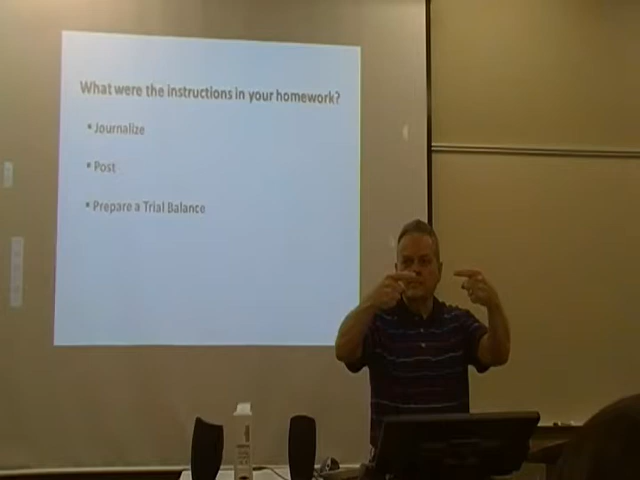 What were the instructions in your homework?
▪ Journalize
▪ Post
▪ Prepare a Trial Balance